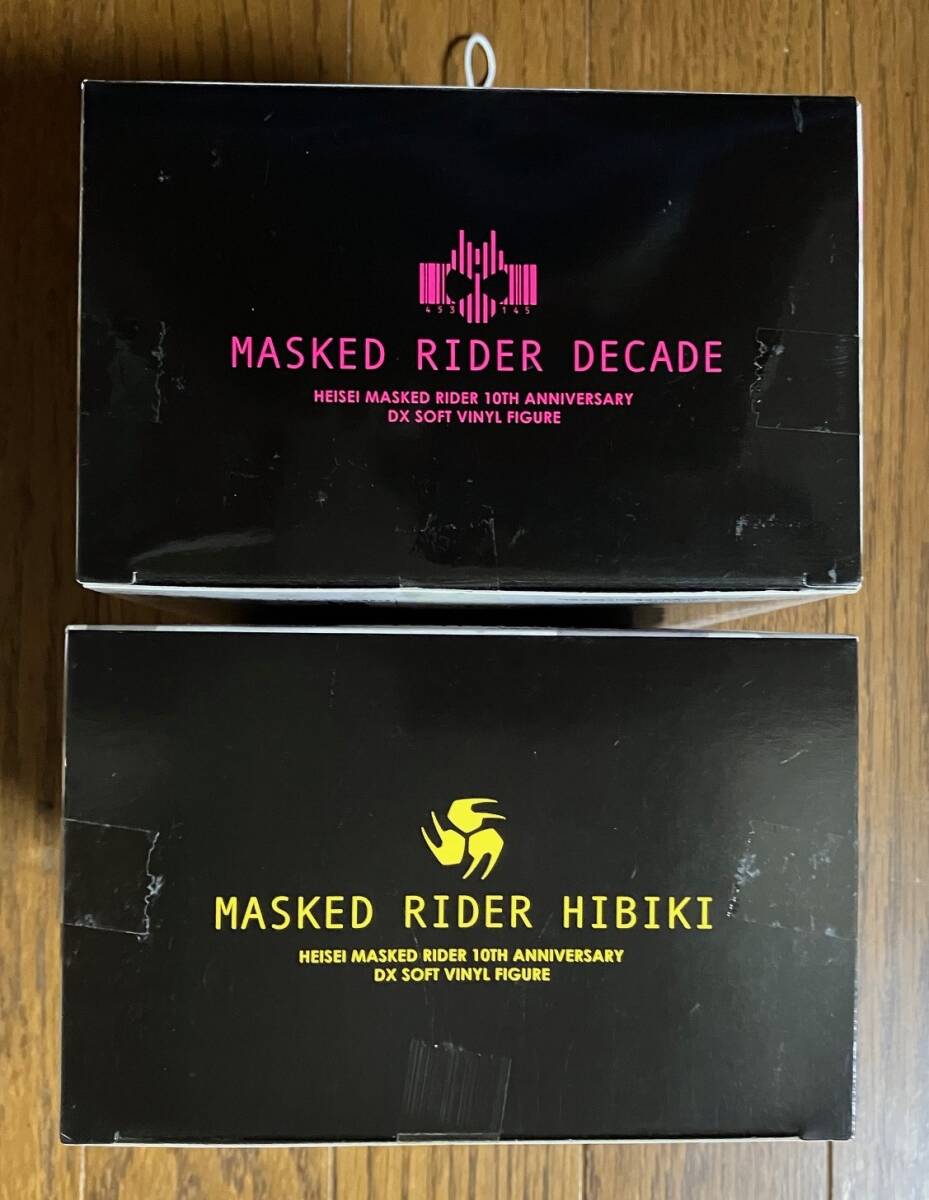 453 145
MASKED RIDER DECADE
HEISEI MASKED RIDER 10TH ANNIVERSARY
DX SOFT VINYL FIGURE
MASKED RIDER HIBIKI
HEISEI MASKED RIDER 10TH ANNIVERSARY
DX SOFT VINYL FIGURE